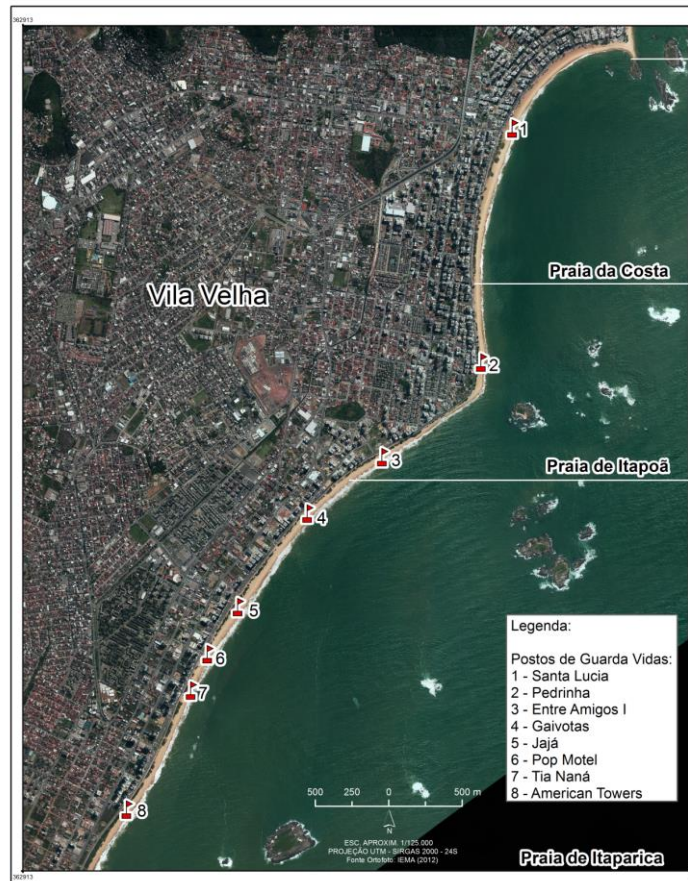 362913
1
Praia da Costa
Vila Velha
2
3
Praia de Itapoã
4
5
6
7
8
Legenda:
Postos de Guarda Vidas:
1 - Santa Lucia
2 - Pedrinha
3 - Entre Amigos I
4 - Gaivotas
5 - Jajá
6 - Pop Motel
7 - Tia Naná
8 - American Towers
500 250 0 500 m
N
ESC. APROXIM. 1/125.000
PROJEÇÃO UTM - SIRGAS 2000 - 24S
Fonte Ortofoto: IEMA (2012)
Praia de Itaparica
362913